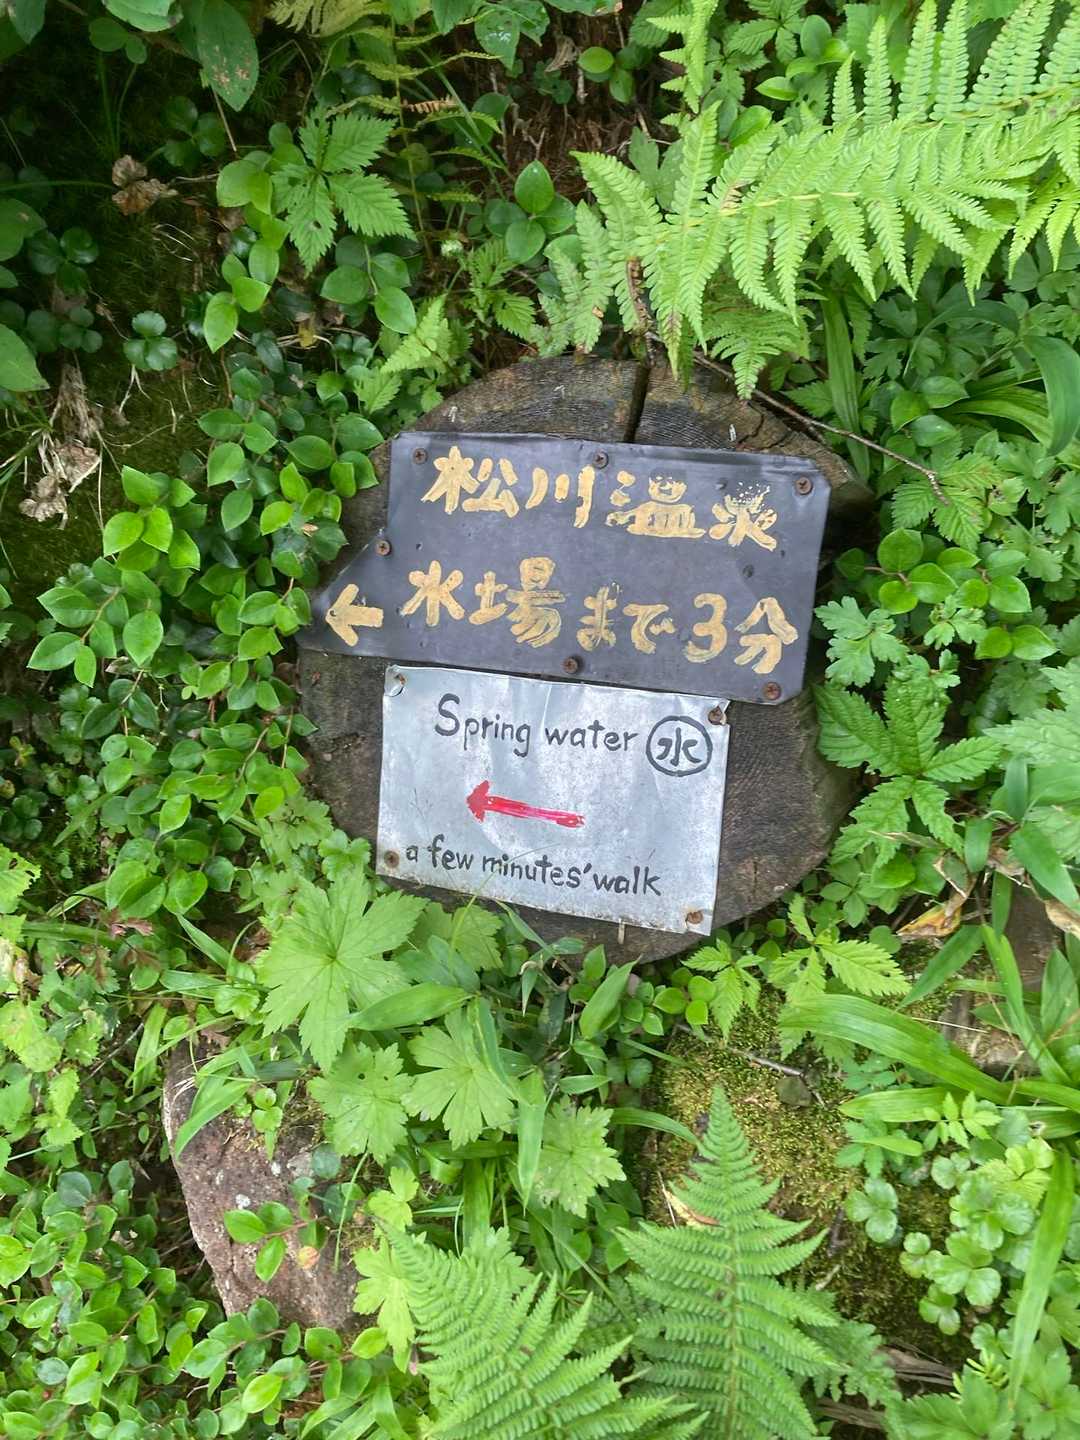 松川温泉
← 水場まで3分
Spring water ㊌
←
a few minutes' walk